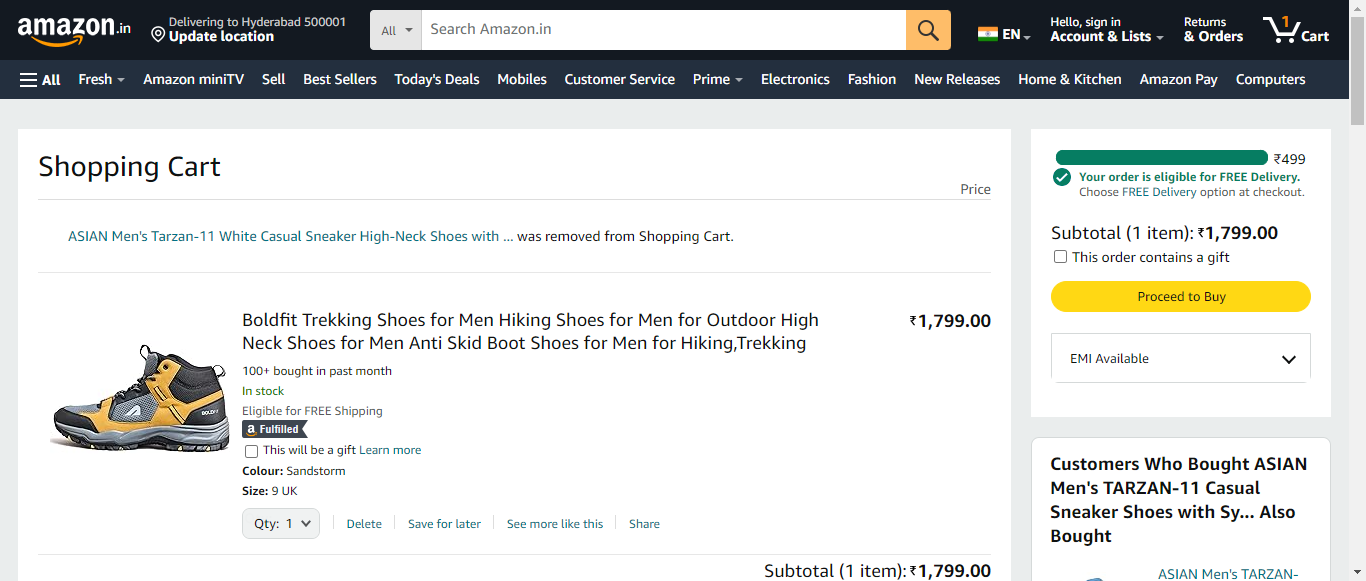 amazon.in
Delivering to Hyderabad 500001
Update location
All
Search Amazon.in
EN
Hello, sign in
Account & Lists
Returns
& Orders
1
Cart
All
Fresh
Amazon miniTV
Sell
Best Sellers
Today's Deals
Mobiles
Customer Service
Prime
Electronics
Fashion
New Releases
Home & Kitchen
Amazon Pay
Computers
Shopping Cart
Price
ASIAN Men's Tarzan-11 White Casual Sneaker High-Neck Shoes with ... was removed from Shopping Cart.
Boldfit Trekking Shoes for Men Hiking Shoes for Men for Outdoor High
Neck Shoes for Men Anti Skid Boot Shoes for Men for Hiking,Trekking
₹1,799.00
100+ bought in past month
In stock
Eligible for FREE Shipping
a Fulfilled
This will be a gift Learn more
Colour: Sandstorm
Size: 9 UK
Qty: 1
Delete
Save for later
See more like this
Share
BOLDFIT
Subtotal (1 item): ₹1,799.00
₹499
Your order is eligible for FREE Delivery.
Choose FREE Delivery option at checkout.
Subtotal (1 item): ₹1,799.00
This order contains a gift
Proceed to Buy
EMI Available
Customers Who Bought ASIAN
Men's TARZAN-11 Casual
Sneaker Shoes with Sy... Also
Bought
ASIAN Men's TARZAN-